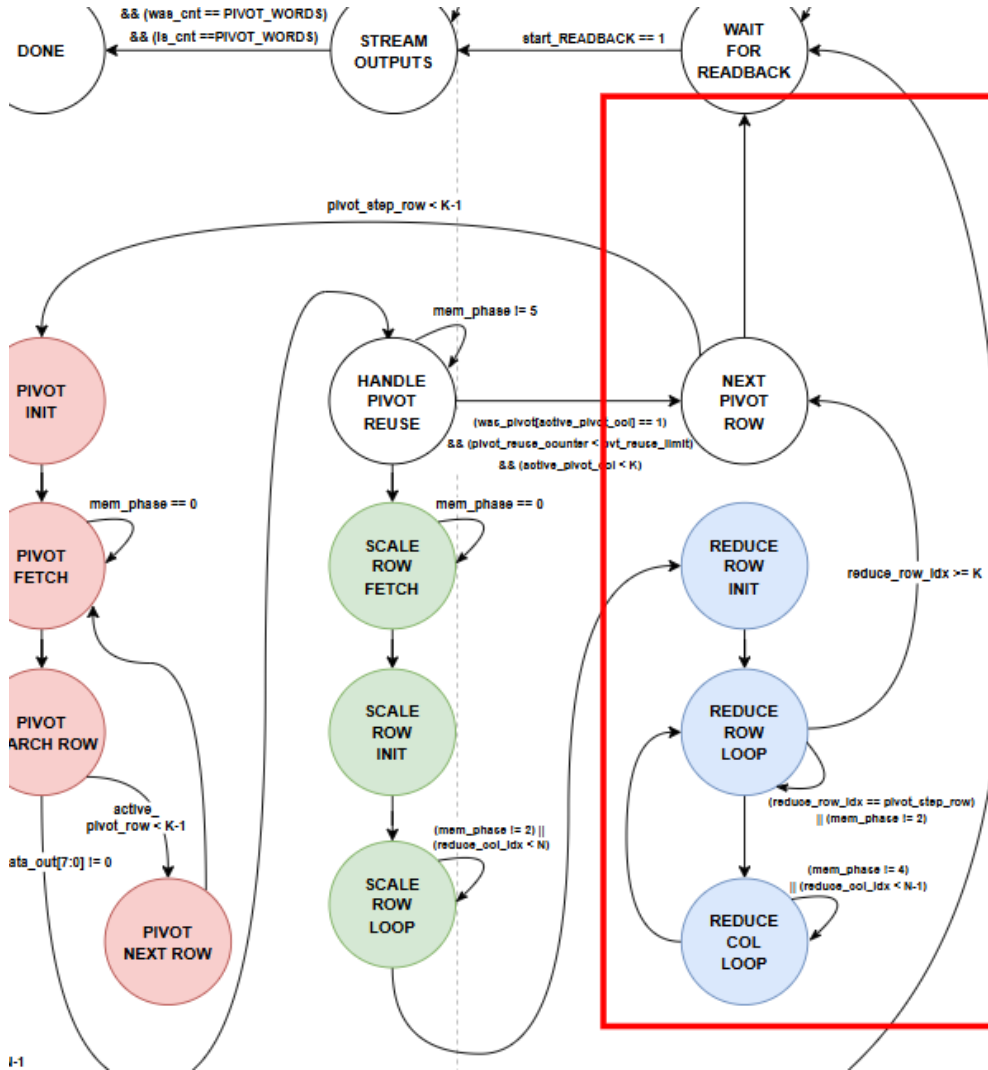 && (was_cnt == PIVOT_WORDS)
&& (is_cnt ==PIVOT_WORDS)
DONE
STREAM
OUTPUTS
start_READBACK == 1
WAIT
FOR
READBACK
pivot_step_row < K-1
mem_phase != 5
PIVOT
INIT
HANDLE
PIVOT
REUSE
NEXT
PIVOT
ROW
(was_pivot[active_pivot_col] == 1)
&& (pivot_reuse_counter < pvt_reuse_limit)
&& (active_pivot_col < K)
mem_phase == 0
PIVOT
FETCH
mem_phase == 0
SCALE
ROW
FETCH
REDUCE
ROW
INIT
reduce_row_idx >= K
PIVOT
ARCH ROW
SCALE
ROW
INIT
REDUCE
ROW
LOOP
(reduce_row_idx == pivot_step_row)
|| (mem_phase != 2)
active_
pivot_row < K-1
ata_out[7:0] != 0
(mem_phase != 2) ||
(reduce_col_idx < N)
SCALE
ROW
LOOP
(mem_phase != 4)
|| (reduce_col_idx < N-1)
REDUCE
COL
LOOP
PIVOT
NEXT ROW
N-1